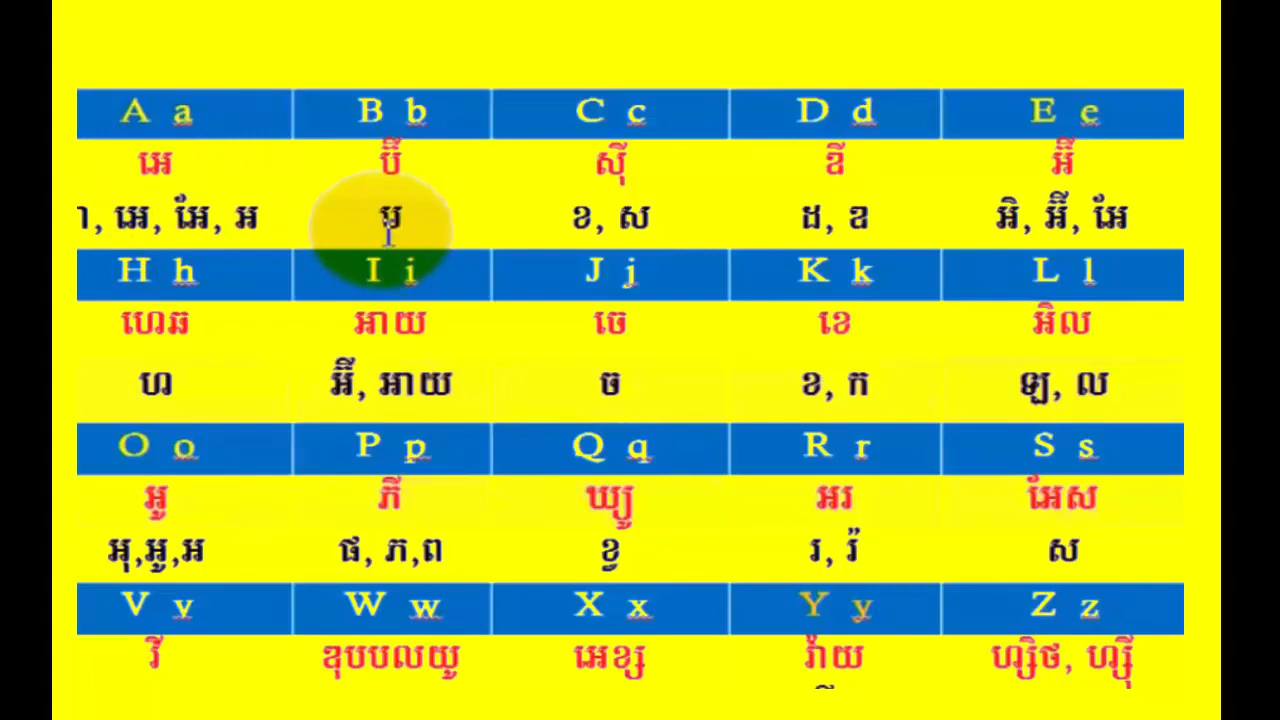 A a B b C c D d E e
អេ ប៊ី ស៊ី ឌី អ៊ី
, អេ, អែ, អ ប ខ, ស ដ, ឌ អិ, អ៊ី, អែ
H h I i J j K k L l
ហេឆ អាយ ចេ ខេ អិល
ហ អ៊ី, អាយ ច ខ, ក ឡ, ល
O o P p Q q R r S s
អូ ភី ឃ្យូ អរ អែស
អុ,អូ,អ ផ, ភ,ព ខ្វ រ, រ៉ ស
V v W w X x Y y Z z
វី ឌុបបលយូ អេខ្ស វ៉ាយ ហ្ស៊ិថ, ហ្ស៊ី